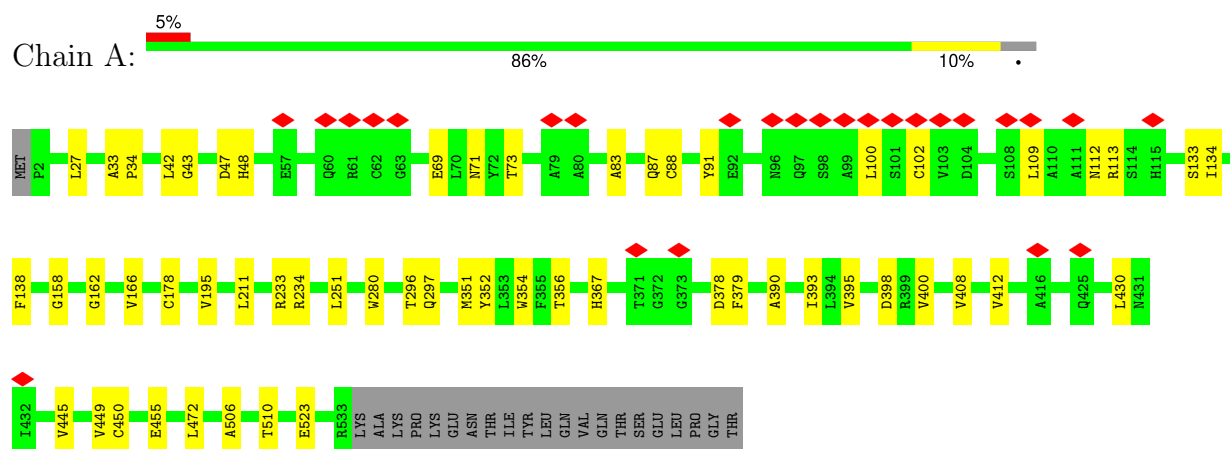 5%
Chain A:
86% 10% •
MET P2 L27 A33 P34 L42 G43 D47 H48 E57 Q60 R61 C62 G63 E69 L70 N71 Y72 T73 A79 A80 A83 Q87 C88 Y91 E92 N96 Q97 S98 A99 L100 S101 C102 V103 D104 S108 L109 A110 A111 N112 R113 S114 H115 S133 I134
F138 G158 G162 V166 C178 V195 L211 R233 R234 L251 W280 T296 Q297 M351 Y352 L353 W354 F355 T356 H367 T371 G372 G373 D378 F379 A390 I393 L394 V395 D398 R399 V400 V408 V412 A416 Q425 L430 N431
I432 V445 V449 C450 E455 L472 A506 T510 E523 R533 LYS ALA LYS PRO LYS GLU ASN THR ILE TYR LEU GLN VAL GLN THR SER GLU LEU PRO GLY THR